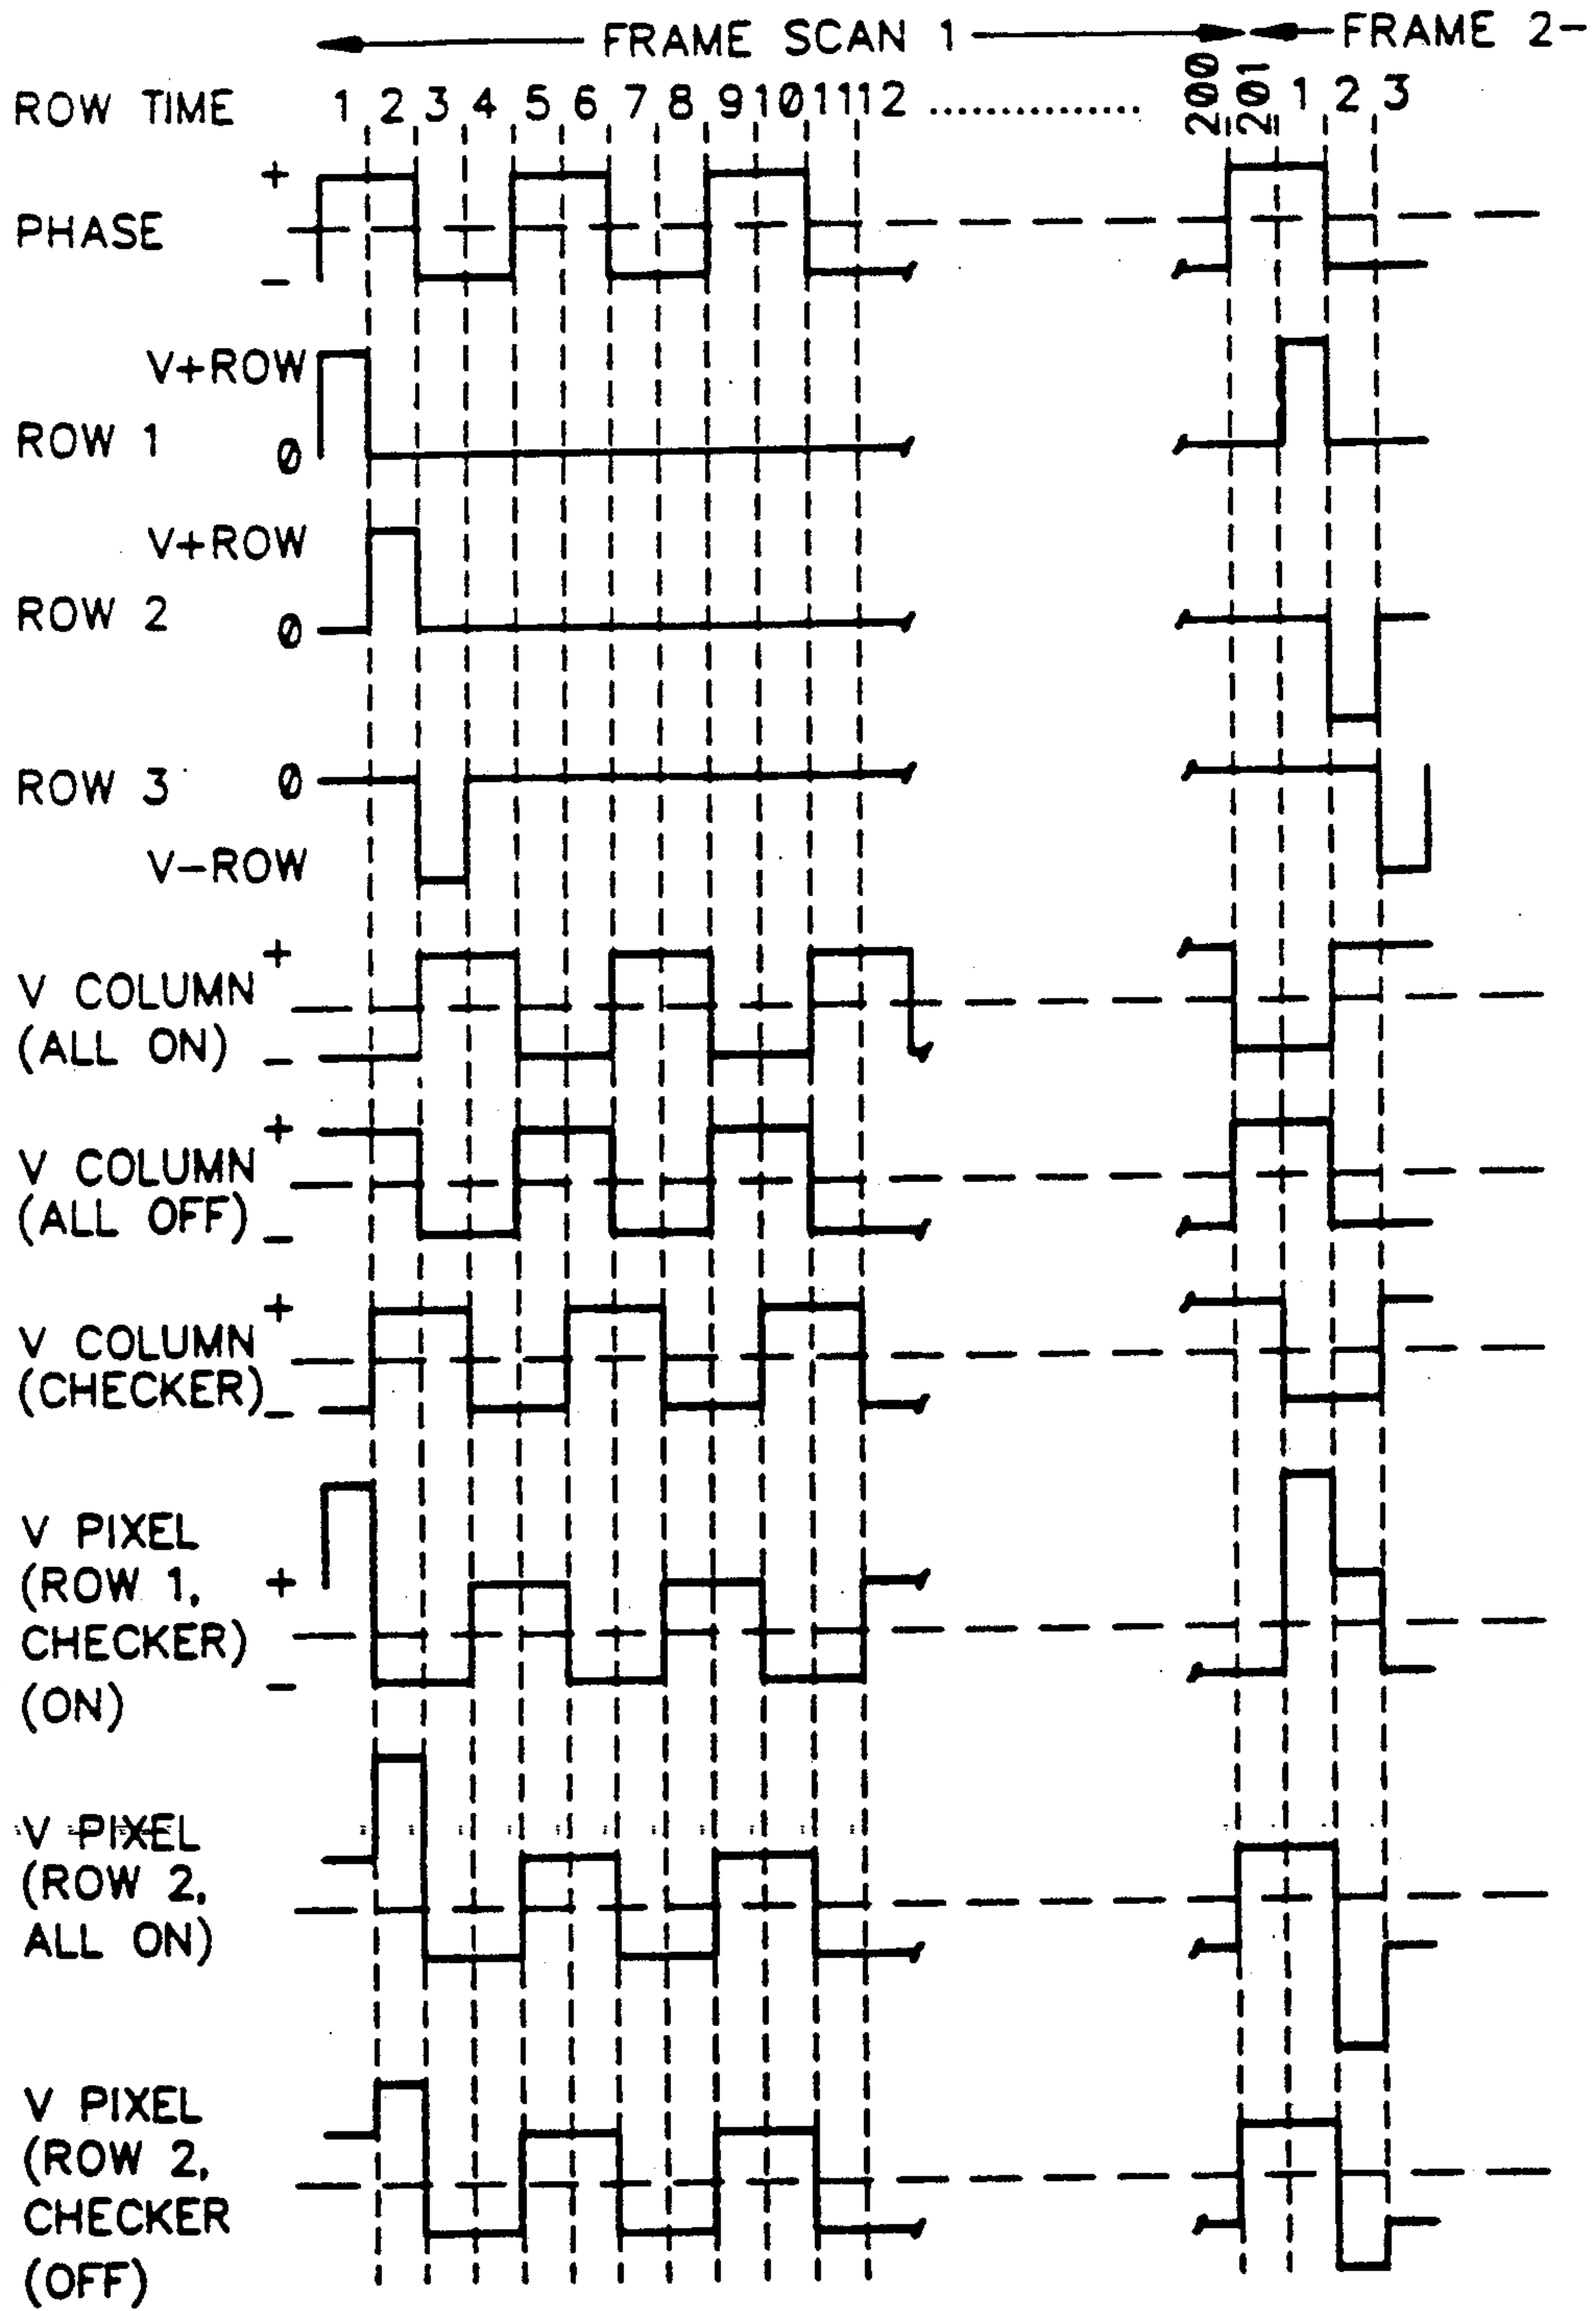 FRAME SCAN 1 FRAME 2-
ROW TIME 1 2 3 4 5 6 7 8 9 10 11 12 ............... 200 201 1 2 3
+
PHASE
-
V+ROW
ROW 1 0
V+ROW
ROW 2 0
ROW 3 0
V-ROW
+
V COLUMN
(ALL ON) -
+
V COLUMN
(ALL OFF) -
+
V COLUMN
(CHECKER) -
V PIXEL
(ROW 1, +
CHECKER)
(ON) -
V PIXEL
(ROW 2,
ALL ON)
V PIXEL
(ROW 2,
CHECKER
(OFF)